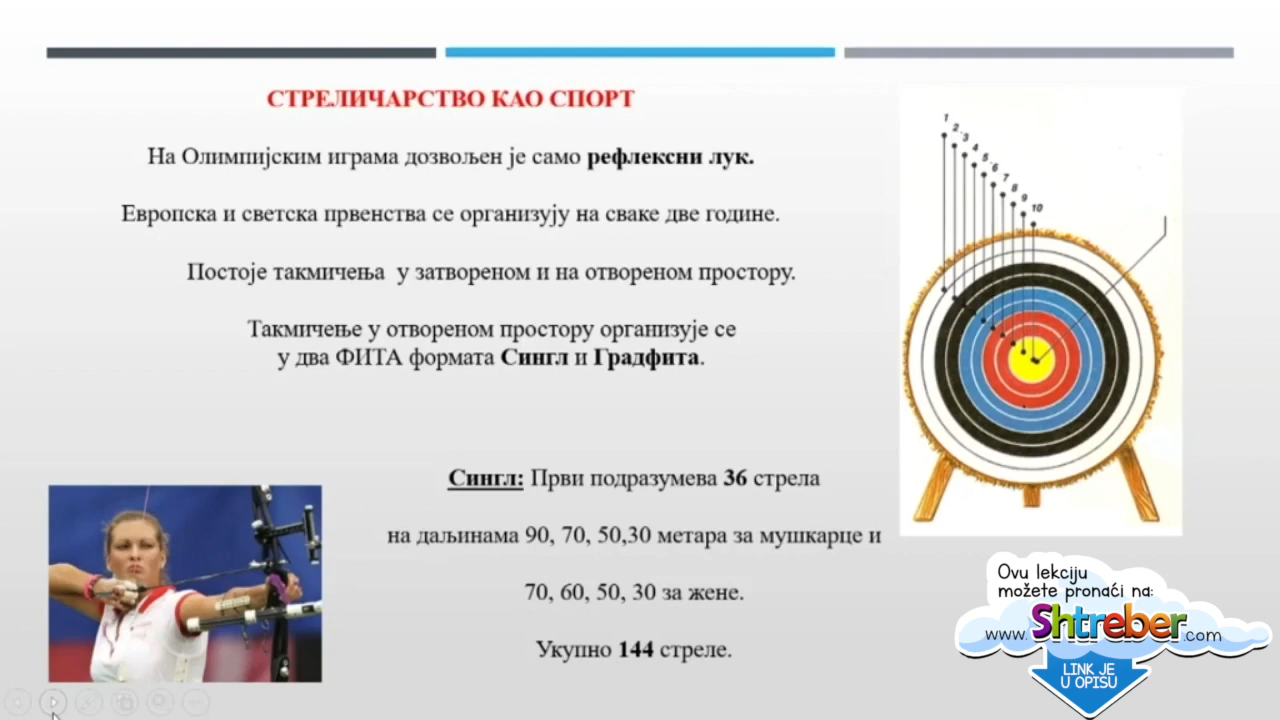 СТРЕЛИЧАРСТВО КАО СПОРТ
На Олимпијским играма дозвољен је само рефлексни лук.
Европска и светска првенства се организују на сваке две године.
Постоје такмичења у затвореном и на отвореном простору.
Такмичење у отвореном простору организује се
у два ФИТА формата Сингл и Градфита.
1
2
3
4
5
6
7
8
9
10
Сингл: Први подразумева 36 стрела
на даљинама 90, 70, 50,30 метара за мушкарце и
70, 60, 50, 30 за жене.
Укупно 144 стреле.
Ovu lekciju
možete pronaći na:
www.Shtreber.com
LINK JE
U OPISU